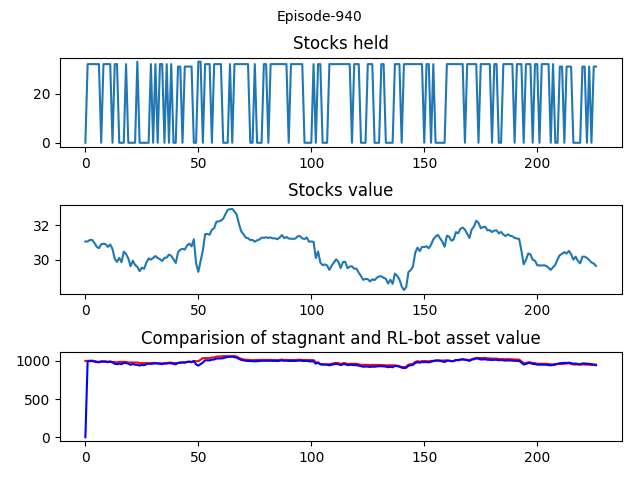 Episode-940
Stocks held
20
0
0 50 100 150 200
Stocks value
32
30
0 50 100 150 200
Comparision of stagnant and RL-bot asset value
1000
500
0
0 50 100 150 200